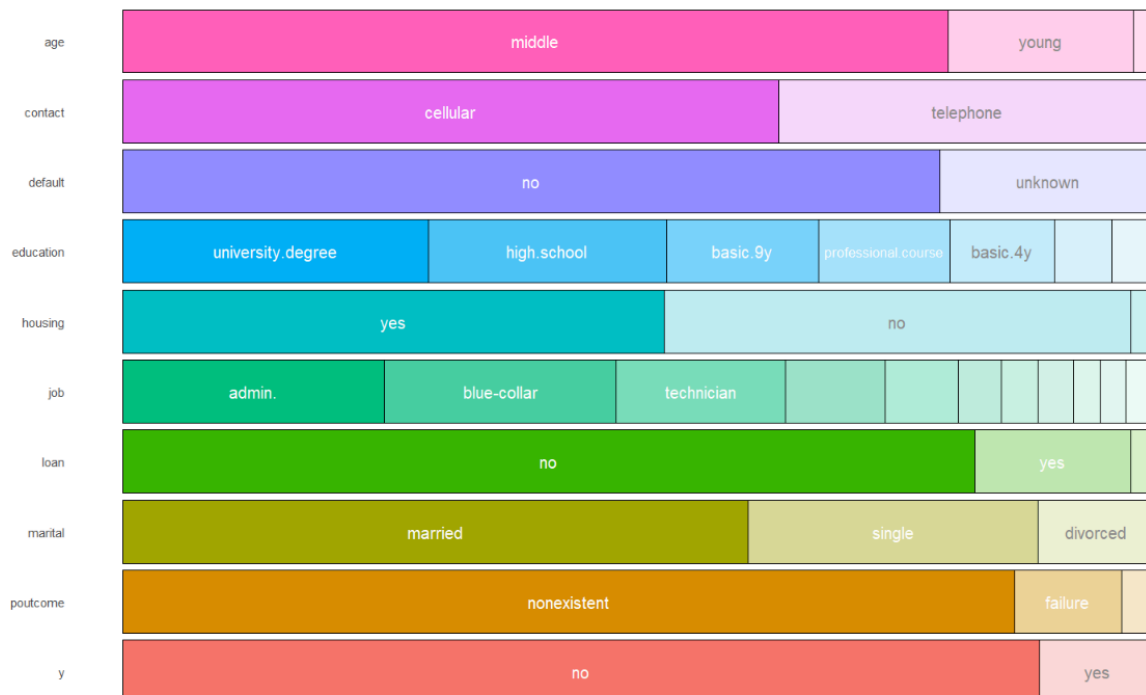 age middle young
contact cellular telephone
default no unknown
education university.degree high.school basic.9y professional.course basic.4y
housing yes no
job admin. blue-collar technician
loan no yes
marital married single divorced
poutcome nonexistent failure
y no yes